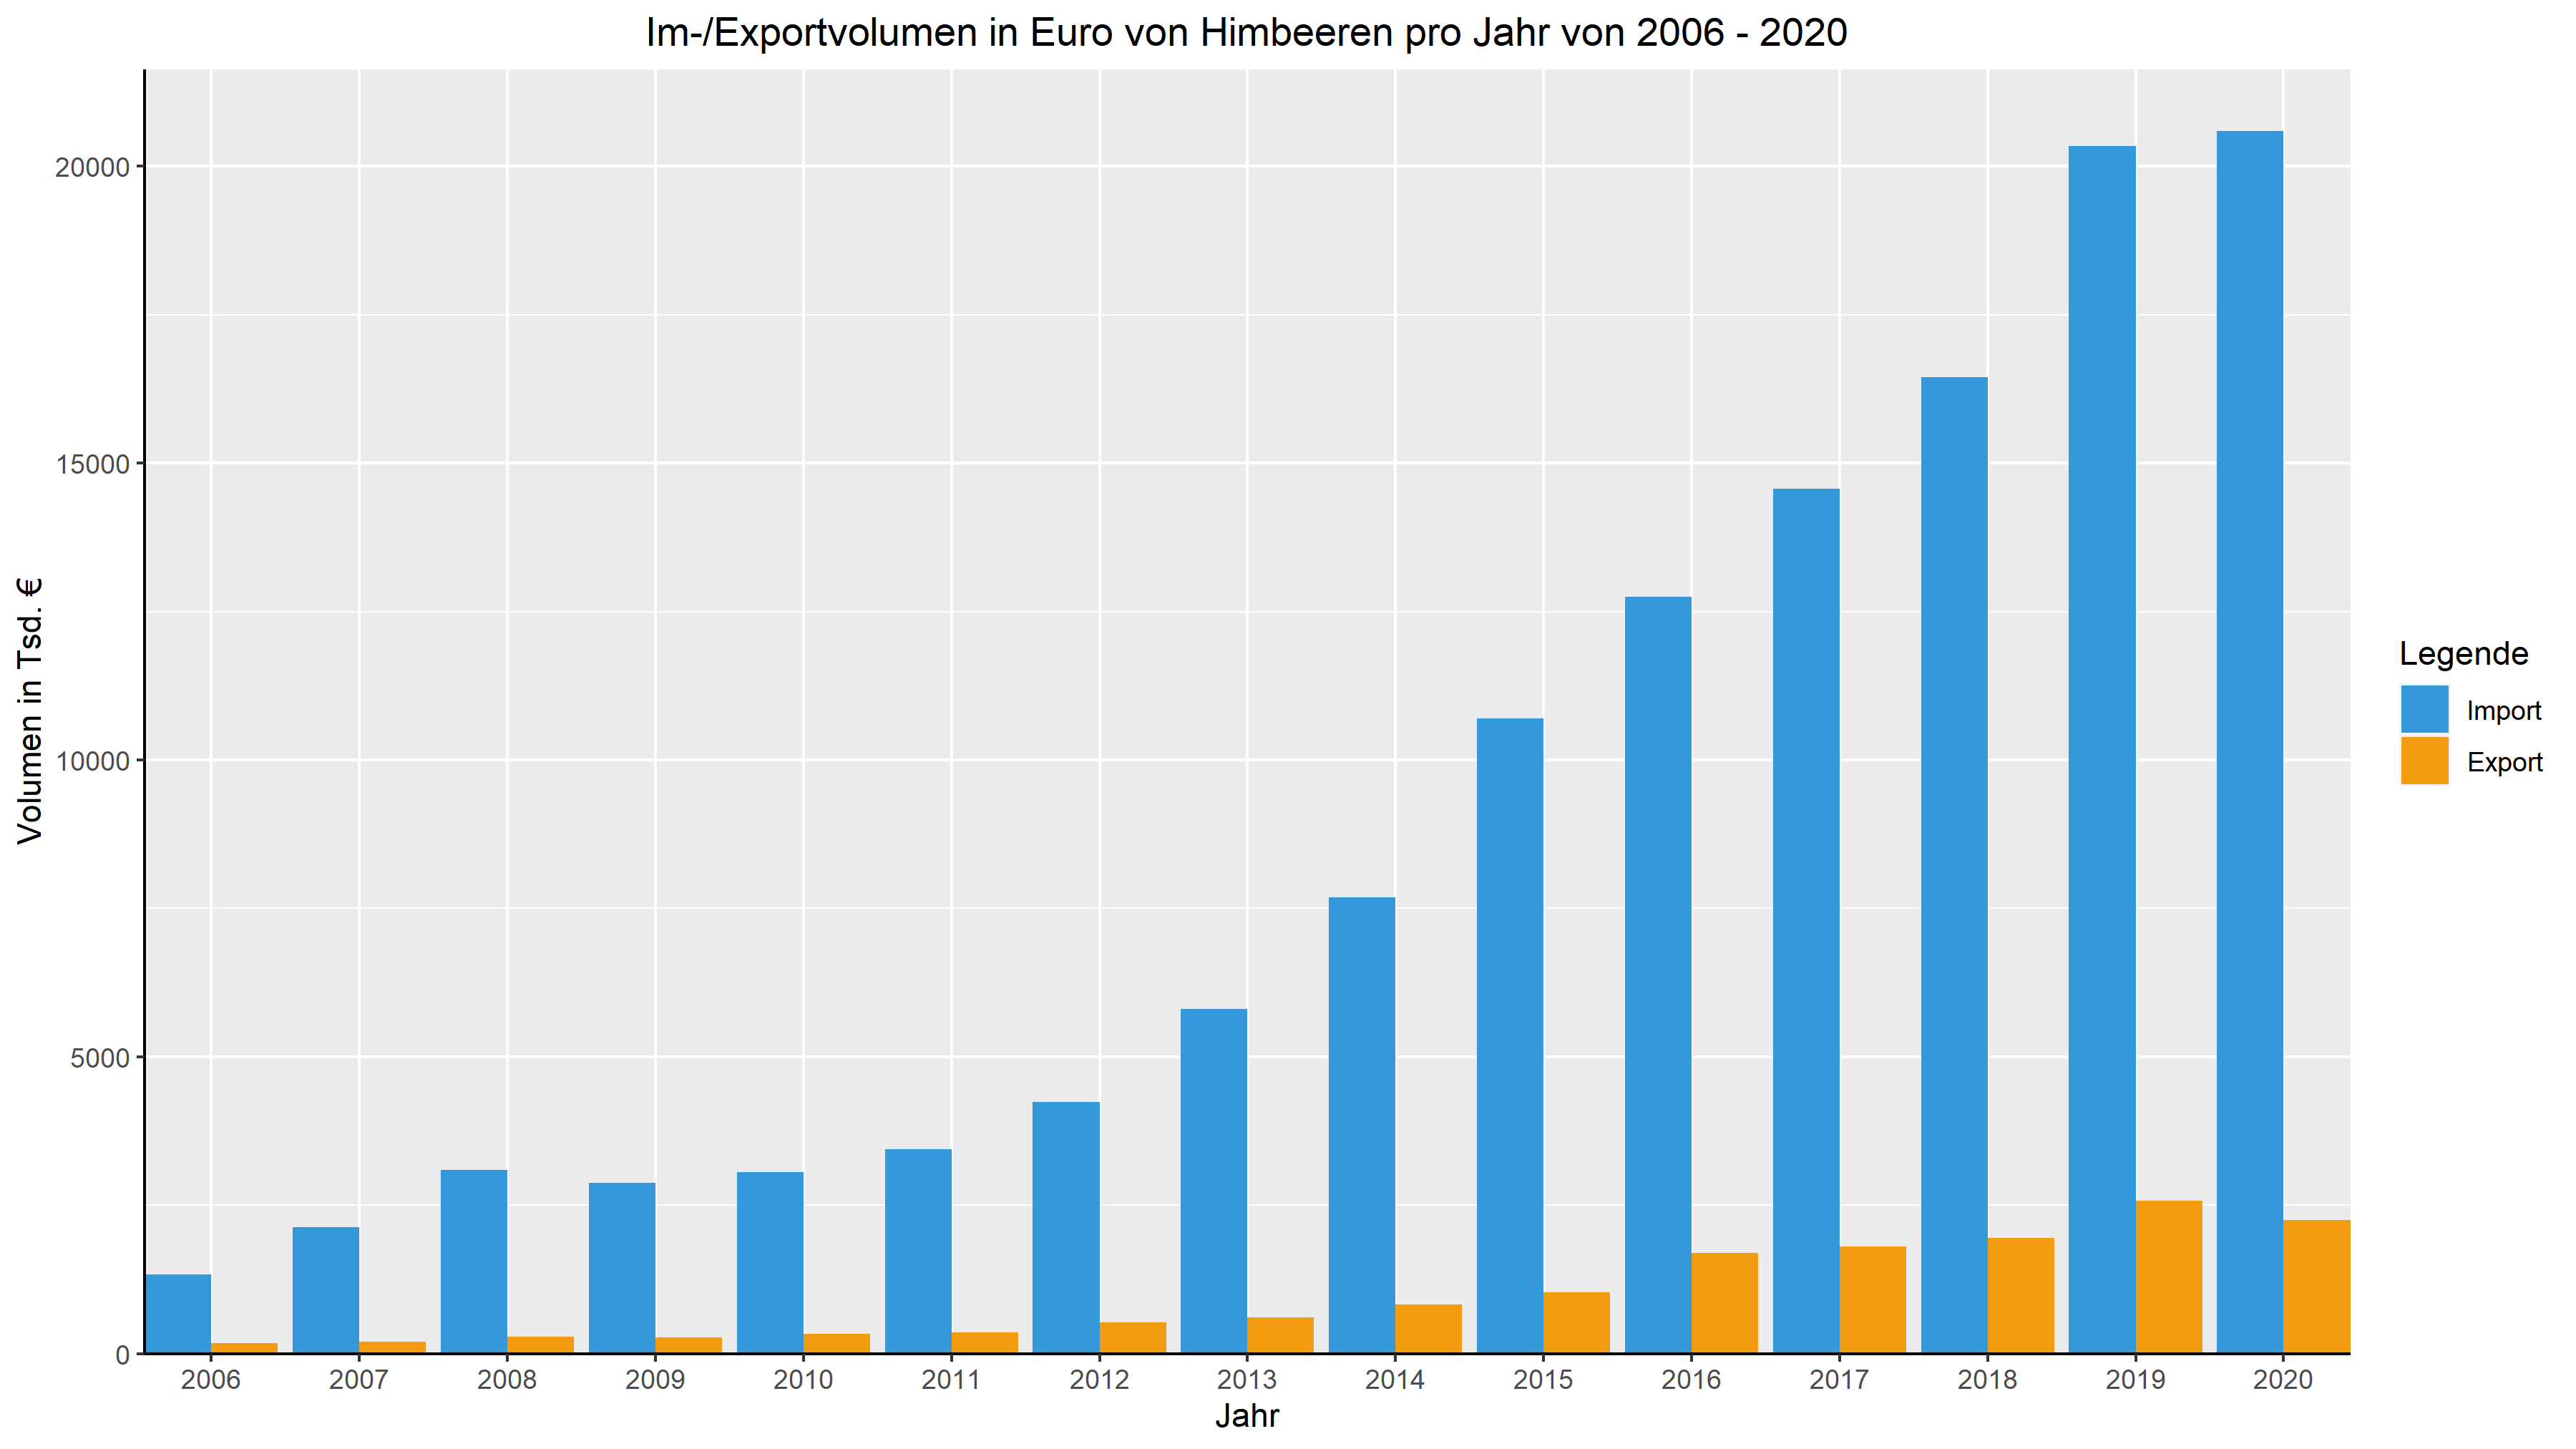 Im-/Exportvolumen in Euro von Himbeeren pro Jahr von 2006 - 2020
Volumen in Tsd. €
20000
15000
10000
5000
0
2006 2007 2008 2009 2010 2011 2012 2013 2014 2015 2016 2017 2018 2019 2020
Jahr
Legende
Import
Export